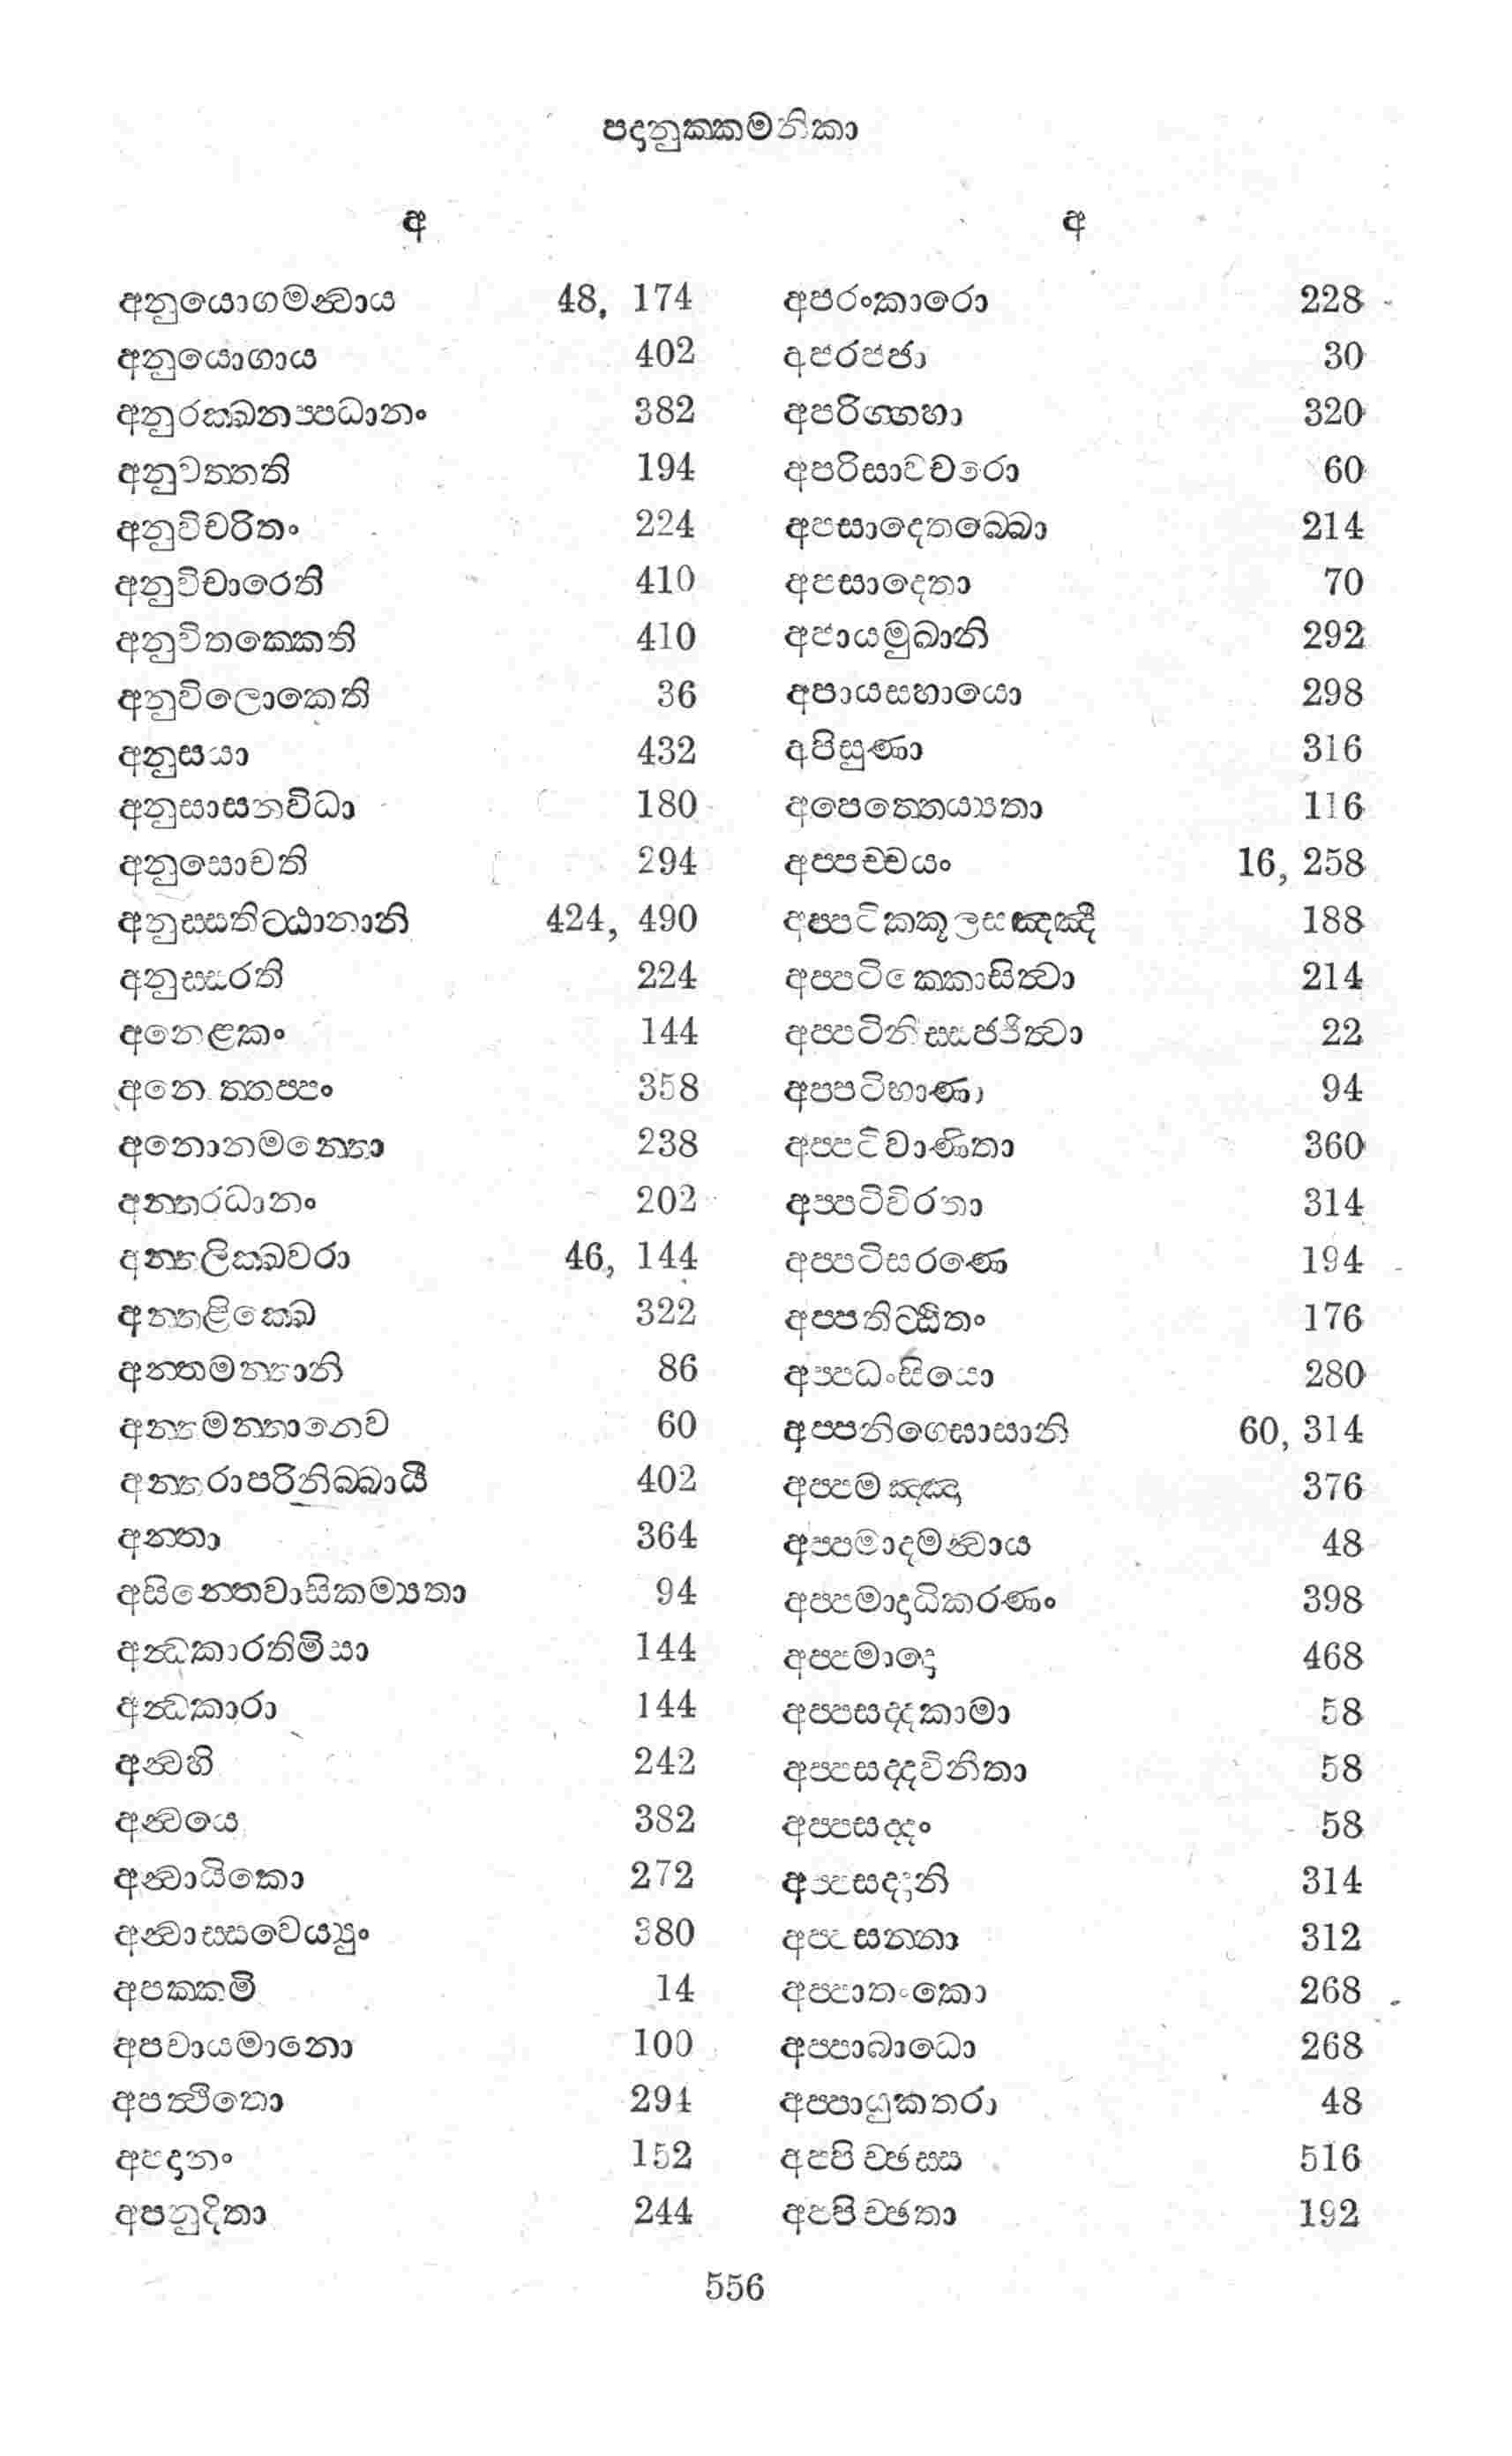 පදානුක්කමනිකා
අ
අනුයොගමන්වාය 48, 174
අනුයොගාය 402
අනුරක්ඛනප්පධානං 382
අනුවත්තති 194
අනුවිචරිතං 224
අනුවිචාරෙති 410
අනුවිතක්කෙති 410
අනුවිලොකෙති 36
අනුසයා 432
අනුසාසනවිධා 180
අනුසොචති 294
අනුස්සතිට්ඨානානි 424, 490
අනුස්සරති 224
අනෙළකං 144
අනොත්තප්පං 358
අනොනමන්තො 238
අන්තරධානං 202
අන්තලික්ඛචරා 46, 144
අන්තළික්ඛෙ 322
අන්තමන්තානි 86
අන්තමන්තානෙව 60
අන්තරාපරිනිබ්බායී 402
අන්තා 364
අසින්තෙවාසිකම්යතා 94
අන්ධකාරතිමිසා 144
අන්ධකාරා 144
අන්වහි 242
අන්වයෙ 382
අන්වායිකො 272
අන්වාස්සවෙය්යුං 380
අපක්කමි 14
අපචායමානො 100
අපත්ථිතො 294
අපදානං 152
අපනුදිතා 244
අ
අපරංකාරො 228
අපරපජා 30
අපරිග්ගහා 320
අපරිසාවචරො 60
අපසාදෙතබ්බො 214
අපසාදෙතා 70
අපායමුඛානි 292
අපායසහායො 298
අපිසුණා 316
අපෙත්තෙය්යතා 116
අප්පච්චයං 16, 258
අප්පටික්කූලසඤ්ඤී 188
අප්පටික්කොසිත්වා 214
අප්පටිනිස්සජ්ජිත්වා 22
අප්පටිභාණා 94
අප්පටිවාණිතා 360
අප්පටිවිරතා 314
අප්පටිසරණෙ 194
අප්පතිට්ඨිතං 176
අප්පධංසියො 280
අප්පනිග්ඝොසානි 60, 314
අප්පමඤ්ඤා 376
අප්පමාදමන්වාය 48
අප්පමාදාධිකරණං 398
අප්පමාදො 468
අප්පසද්දකාමා 58
අප්පසද්දවිනීතා 58
අප්පසද්දං 58
අප්පසද්දානි 314
අප්පසන්නා 312
අප්පාතංකො 268
අප්පාබාධො 268
අප්පායුකතරා 48
අප්පිච්ඡස්ස 516
අප්පිච්ඡතා 192
556